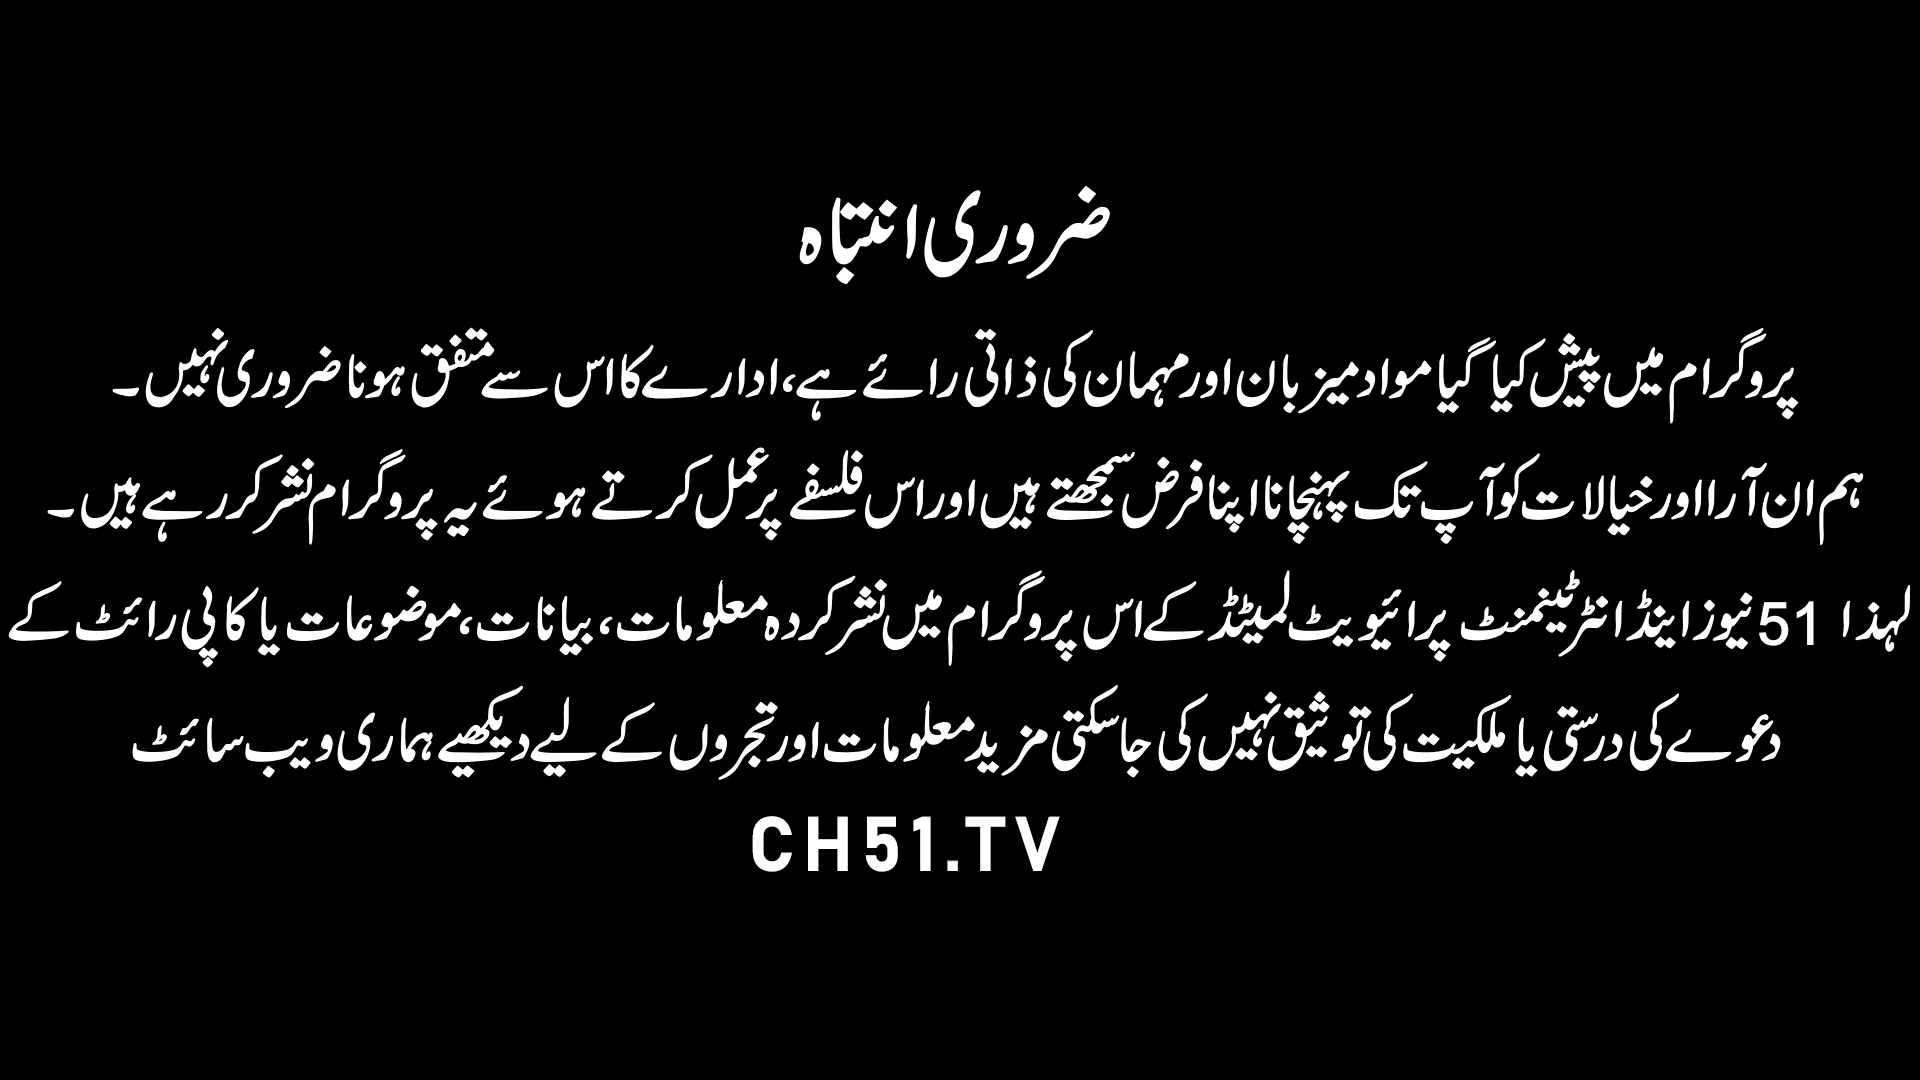 ضروری انتباہ
پروگرام میں پیش کیا گیا مواد میزبان اور مہمان کی ذاتی رائے ہے، ادارے کا اس سے متفق ہونا ضروری نہیں۔
ہم ان آرا اور خیالات کو آپ تک پہنچانا اپنا فرض سمجھتے ہیں اور اس فلسفے پر عمل کرتے ہوئے یہ پروگرام نشر کر رہے ہیں۔
لہذا 51 نیوز اینڈ انٹرٹینمنٹ پرائیویٹ لمیٹڈ کے اس پروگرام میں نشر کردہ معلومات، بیانات، موضوعات یا کاپی رائٹ کے
دعوے کی درستی یا ملکیت کی توثیق نہیں کی جا سکتی مزید معلومات اور تجروں کے لیے دیکھیے ہماری ویب سائٹ
CH51.TV